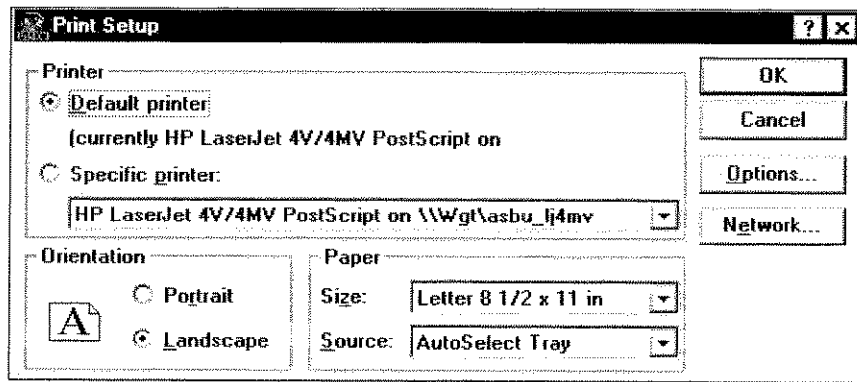 Print Setup
Printer
Default printer
(currently HP LaserJet 4V/4MV PostScript on
Specific printer:
HP LaserJet 4V/4MV PostScript on \\Wgt\asbu_lj4mv
OK
Cancel
Options...
Network...
Orientation
A
Portrait
Landscape
Paper
Size: Letter 8 1/2 x 11 in
Source: AutoSelect Tray